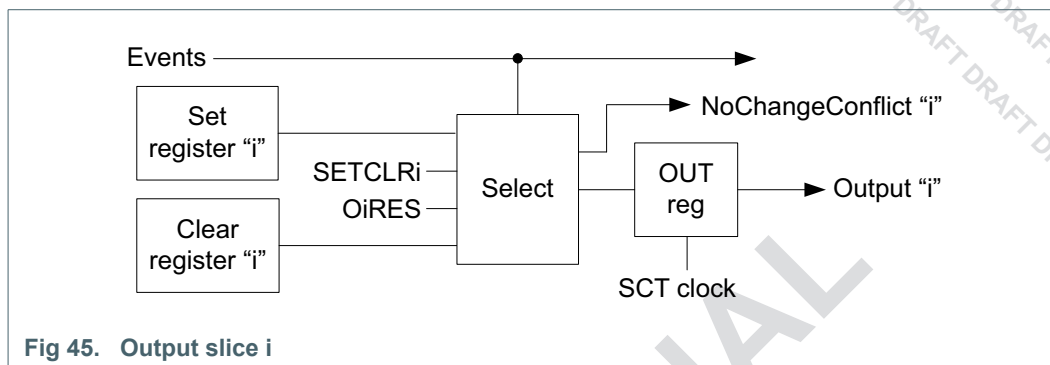 DRAFT DRAFT
DRAFT
DRAFT DRAFT D
Events
Set
register “i”
NoChangeConflict “i”
SETCLRi
OiRES
Select
OUT
reg
Output “i”
Clear
register “i”
SCT clock
Fig 45. Output slice i